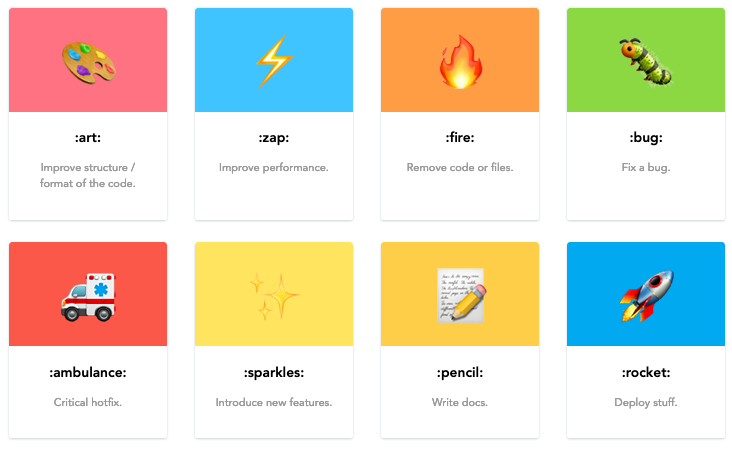 :art:
Improve structure /
format of the code.
:zap:
Improve performance.
:fire:
Remove code or files.
:bug:
Fix a bug.
:ambulance:
Critical hotfix.
:sparkles:
Introduce new features.
:pencil:
Write docs.
:rocket:
Deploy stuff.